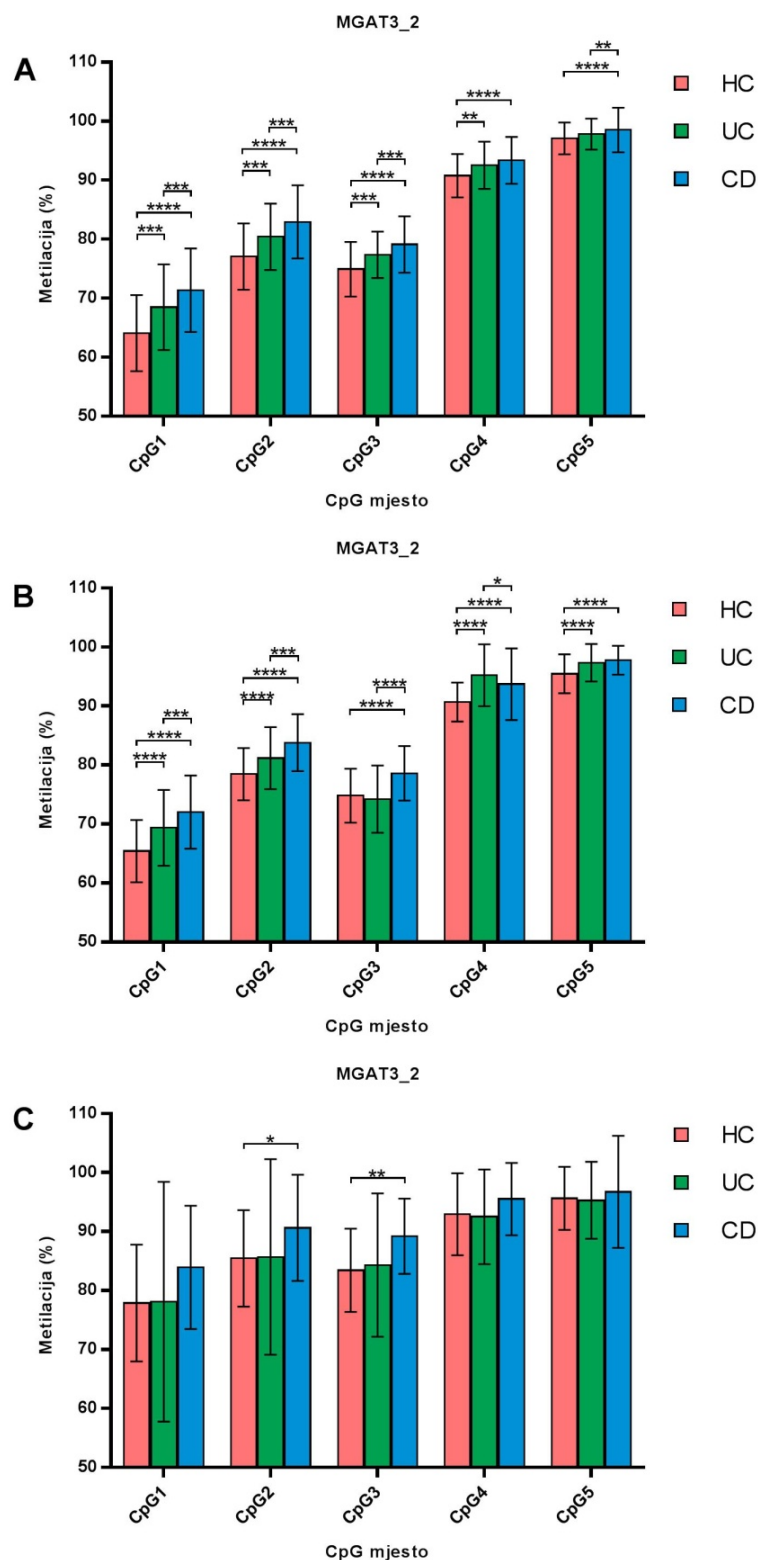 MGAT3_2
A
Metilacija (%)
110
100
90
80
70
60
50
*** **** ***
*** **** ***
*** **** ***
** ****
**** **
CpG1 CpG2 CpG3 CpG4 CpG5
CpG mjesto
HC
UC
CD
MGAT3_2
B
Metilacija (%)
110
100
90
80
70
60
50
**** **** ***
**** **** ***
**** ****
**** **** *
**** ****
CpG1 CpG2 CpG3 CpG4 CpG5
CpG mjesto
HC
UC
CD
MGAT3_2
C
Metilacija (%)
110
100
90
80
70
60
50
*
**
CpG1 CpG2 CpG3 CpG4 CpG5
CpG mjesto
HC
UC
CD